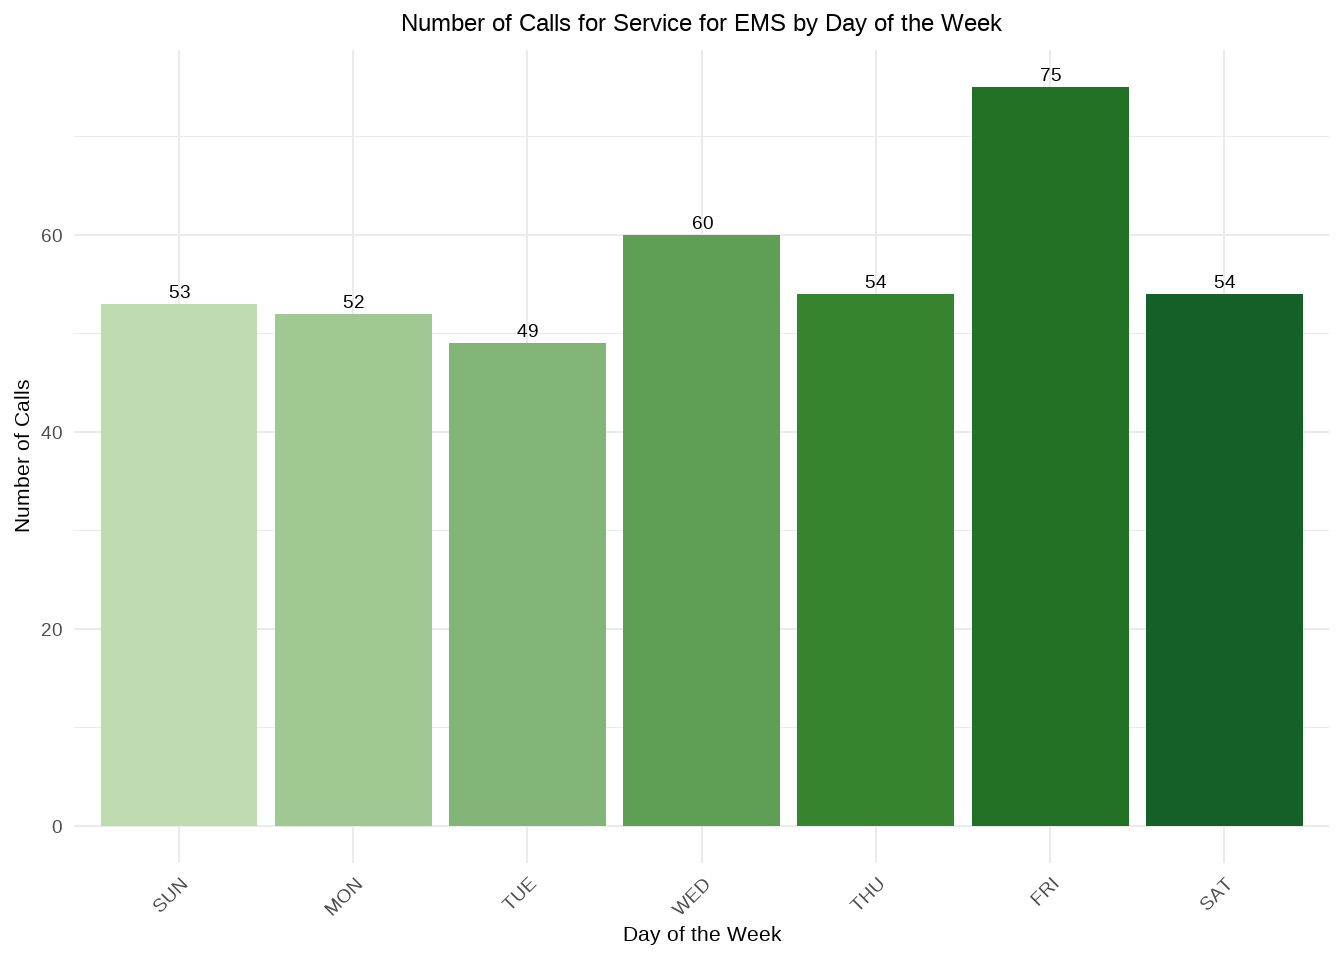 Number of Calls for Service for EMS by Day of the Week
75
60
60
54
54
53
52
49
Number of Calls
40
20
0
SUN
MON
TUE
WED
THU
FRI
SAT
Day of the Week